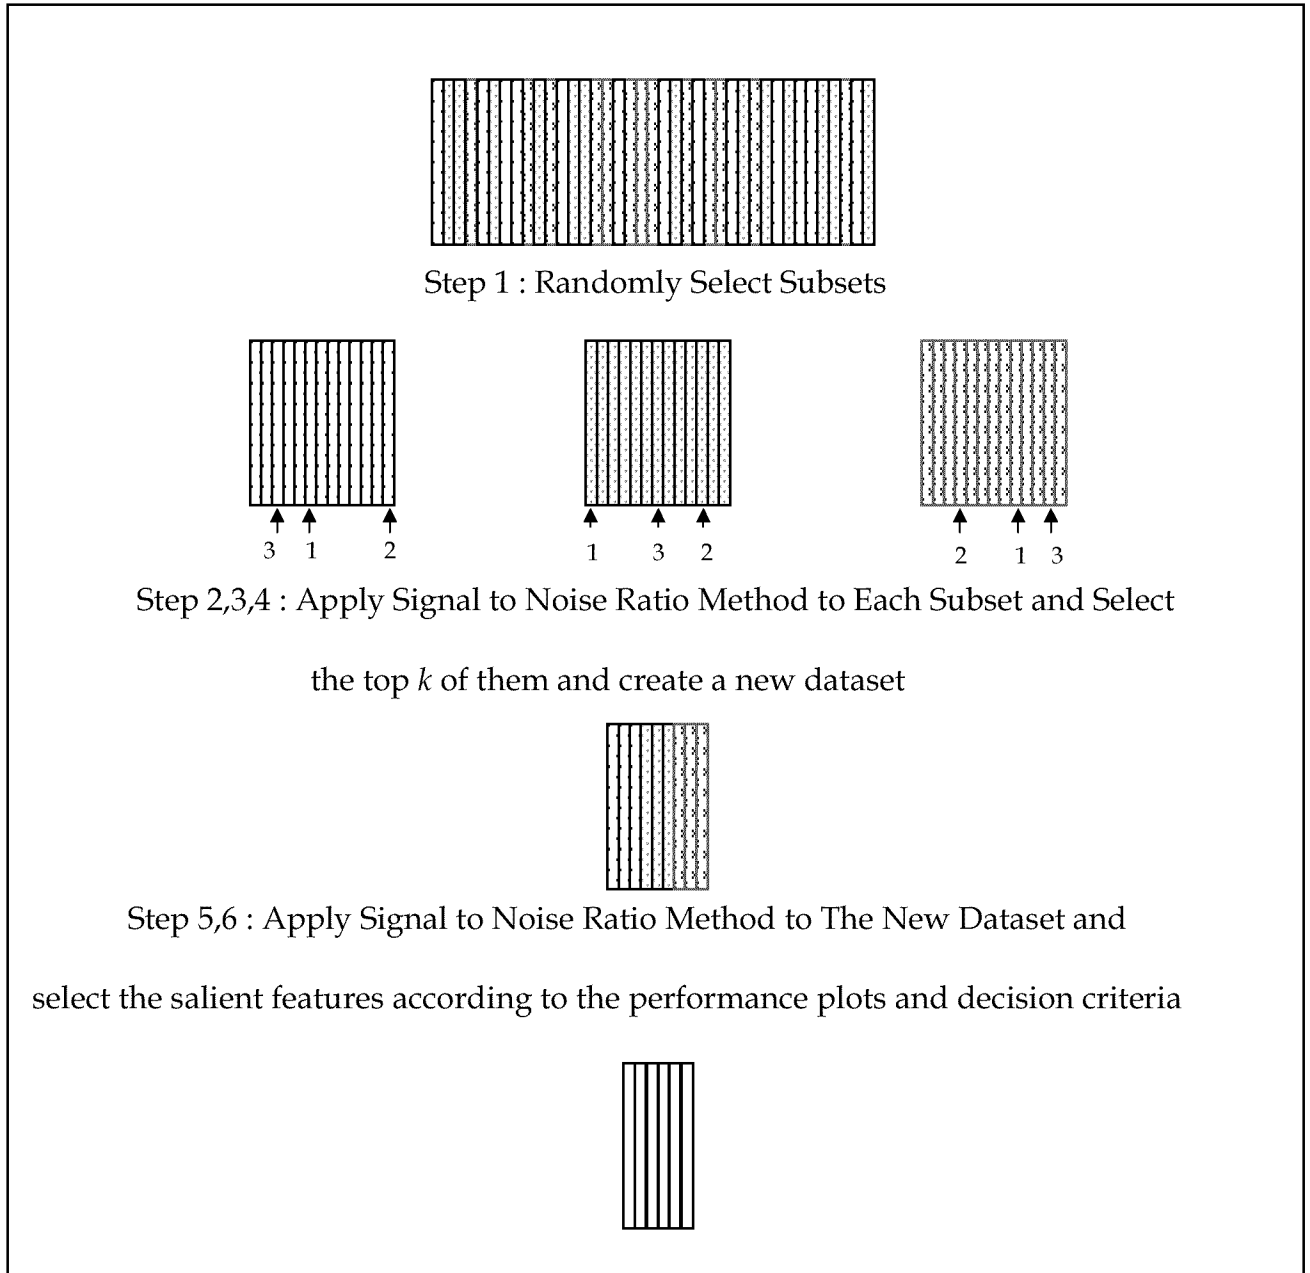 Step 1 : Randomly Select Subsets
3 1 2 1 3 2 2 1 3
Step 2,3,4 : Apply Signal to Noise Ratio Method to Each Subset and Select
the top k of them and create a new dataset
Step 5,6 : Apply Signal to Noise Ratio Method to The New Dataset and
select the salient features according to the performance plots and decision criteria